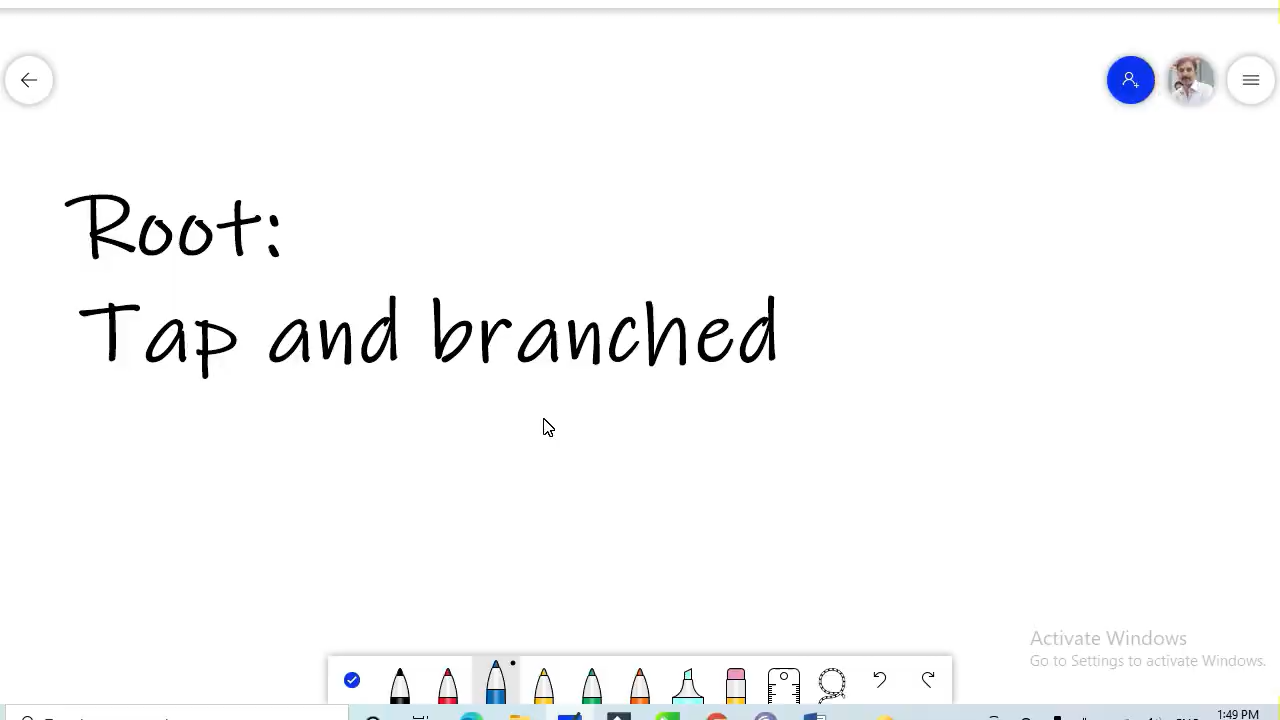 Root:
Tap and branched
Activate Windows
Go to Settings to activate Windows.
1:49 PM